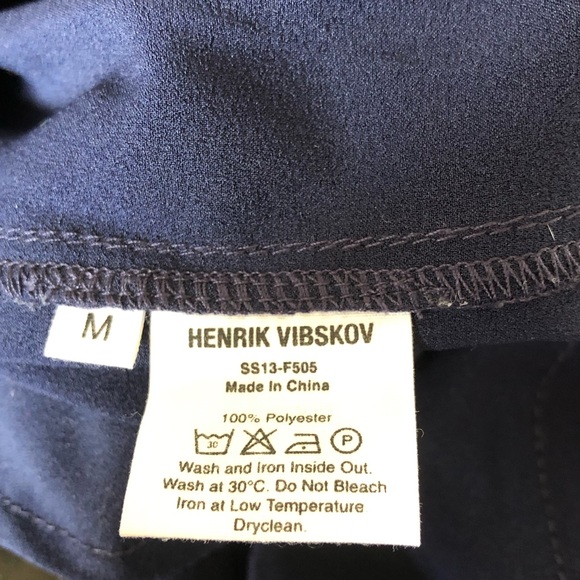 M
HENRIK VIBSKOV
SS13-F505
Made In China
100% Polyester
30 P
Wash and Iron Inside Out.
Wash at 30°C. Do Not Bleach
Iron at Low Temperature
Dryclean.